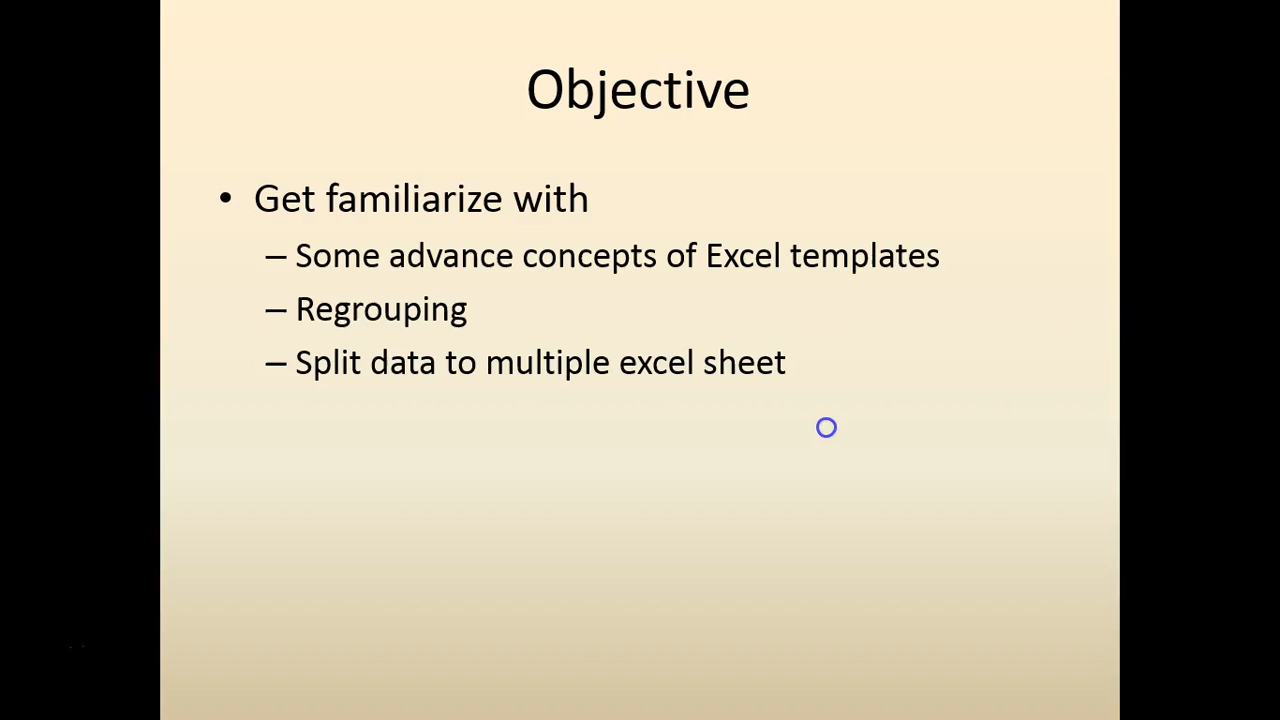 Objective
• Get familiarize with
– Some advance concepts of Excel templates
– Regrouping
– Split data to multiple excel sheet